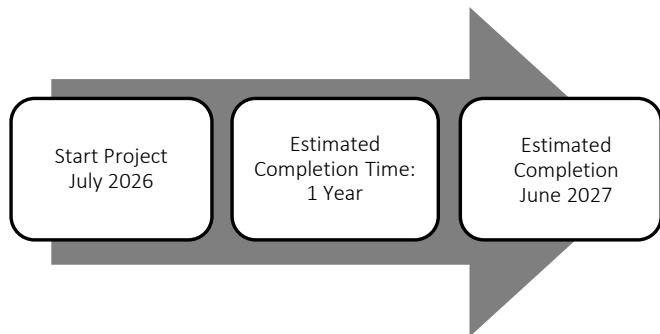 Start Project
July 2026
Estimated
Completion Time:
1 Year
Estimated
Completion
June 2027